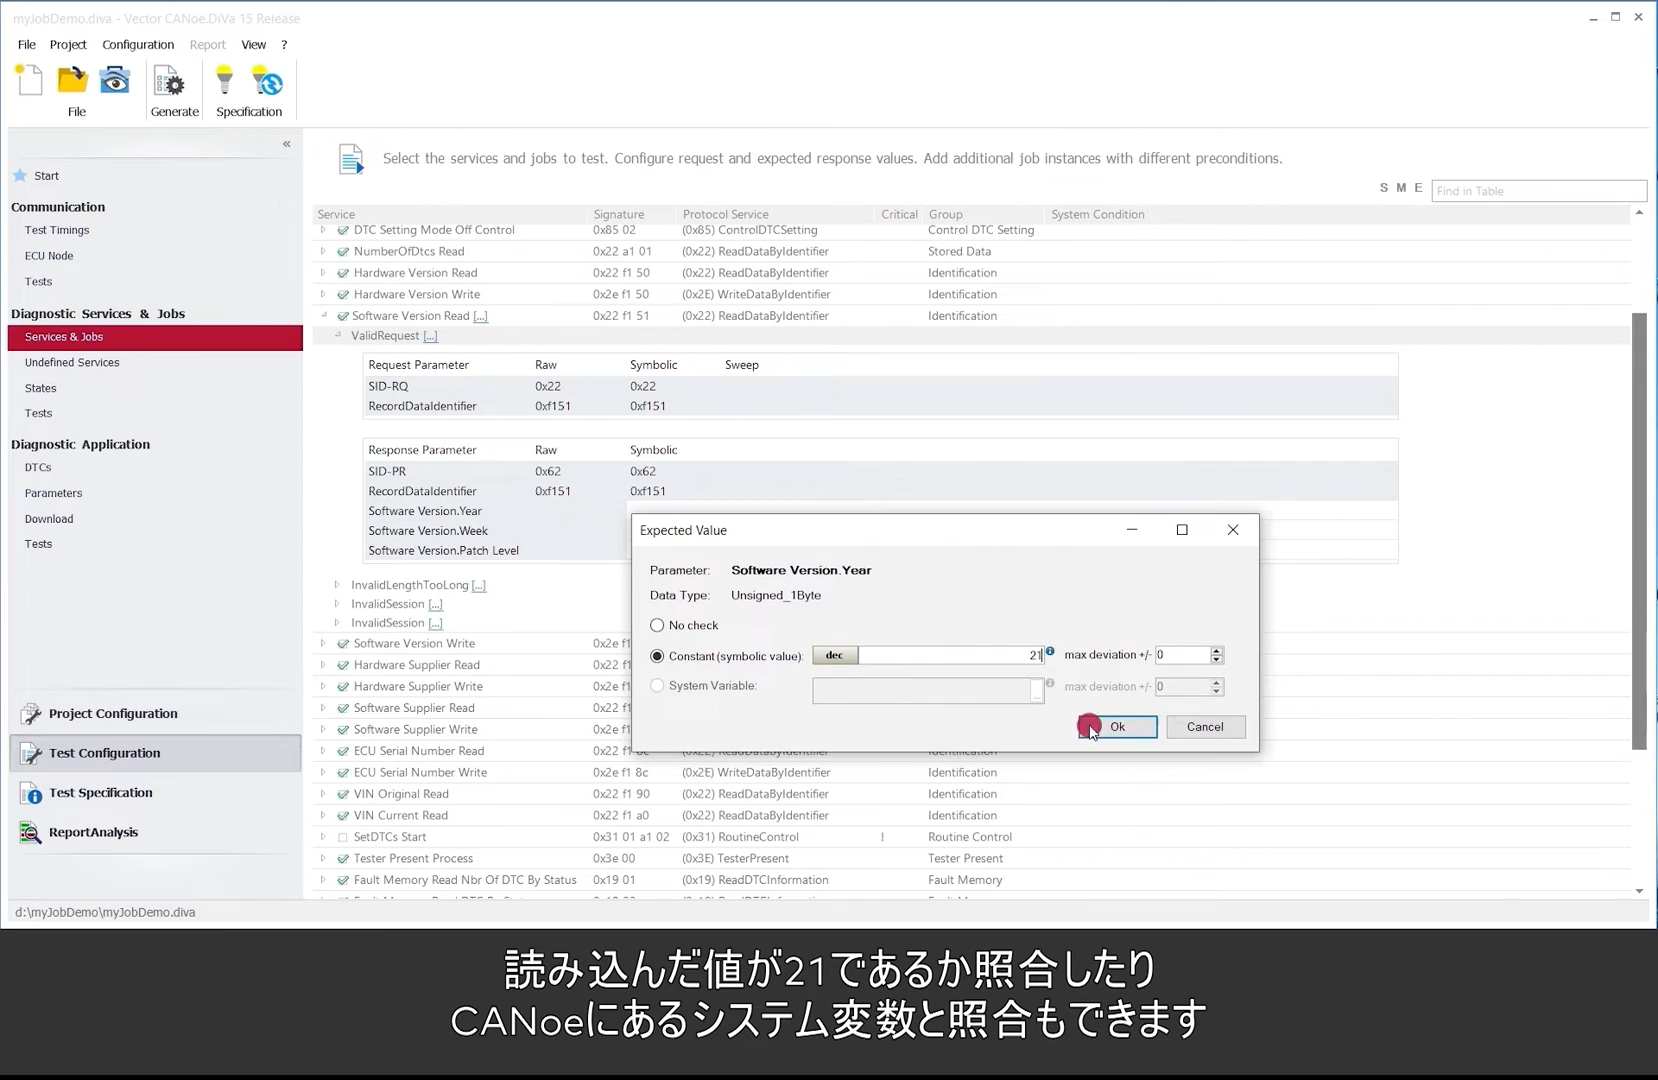 myJobDemo.diva - Vector CANoe.DiVa 15 Release
File Project Configuration Report View ?
File Generate Specification
«
Select the services and jobs to test. Configure request and expected response values. Add additional job instances with different preconditions.
Start
S M E Find in Table
Communication
Test Timings
ECU Node
Tests
Diagnostic Services & Jobs
Services & Jobs
Undefined Services
States
Tests
Diagnostic Application
DTCs
Parameters
Download
Tests
Project Configuration
Test Configuration
Test Specification
ReportAnalysis
Service Signature Protocol Service Critical Group System Condition
DTC Setting Mode Off Control 0x85 02 (0x85) ControlDTCSetting Control DTC Setting
NumberOfDtcs Read 0x22 a1 01 (0x22) ReadDataByIdentifier Stored Data
Hardware Version Read 0x22 f1 50 (0x22) ReadDataByIdentifier Identification
Hardware Version Write 0x2e f1 50 (0x2E) WriteDataByIdentifier Identification
Software Version Read [...] 0x22 f1 51 (0x22) ReadDataByIdentifier Identification
ValidRequest [...]
Request Parameter Raw Symbolic Sweep
SID-RQ 0x22 0x22
RecordDataIdentifier 0xf151 0xf151
Response Parameter Raw Symbolic
SID-PR 0x62 0x62
RecordDataIdentifier 0xf151 0xf151
Software Version.Year
Software Version.Week
Software Version.Patch Level
InvalidLengthTooLong [...]
InvalidSession [...]
InvalidSession [...]
Software Version Write 0x2e f1
Hardware Supplier Read 0x22 f1
Hardware Supplier Write 0x2e f1
Software Supplier Read 0x22 f1
Software Supplier Write 0x2e f1
ECU Serial Number Read 0x22 f1 8c (0x22) ReadDataByIdentifier Identification
ECU Serial Number Write 0x2e f1 8c (0x2E) WriteDataByIdentifier Identification
VIN Original Read 0x22 f1 90 (0x22) ReadDataByIdentifier Identification
VIN Current Read 0x22 f1 a0 (0x22) ReadDataByIdentifier Identification
SetDTCs Start 0x31 01 a1 02 (0x31) RoutineControl ! Routine Control
Tester Present Process 0x3e 00 (0x3E) TesterPresent Tester Present
Fault Memory Read Nbr Of DTC By Status 0x19 01 (0x19) ReadDTCInformation Fault Memory
Expected Value
Parameter: Software Version.Year
Data Type: Unsigned_1Byte
No check
Constant (symbolic value): dec 21 max deviation +/- 0
System Variable: ... max deviation +/- 0
Ok Cancel
d:\myJobDemo\myJobDemo.diva
読み込んだ値が21であるか照合したり
CANoeにあるシステム変数と照合もできます